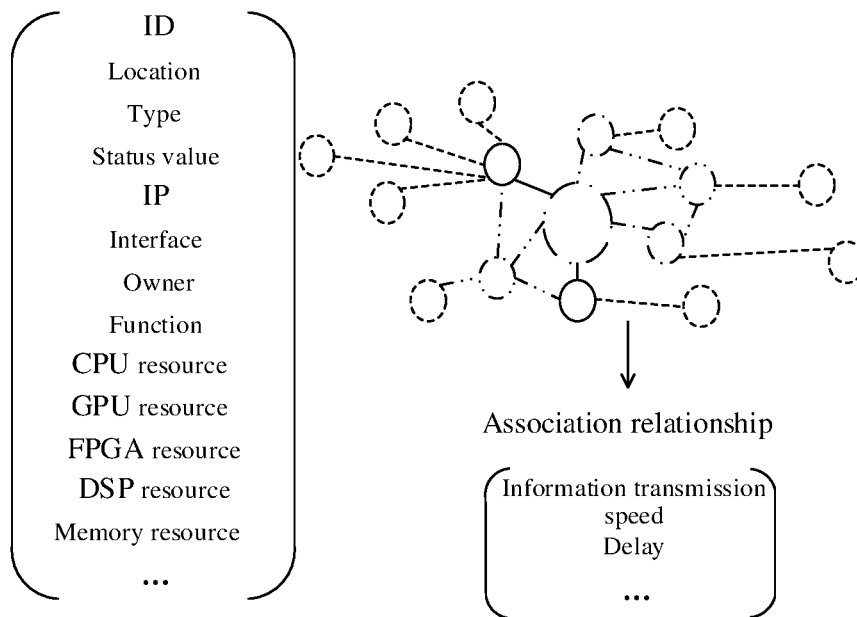 ID
Location
Type
Status value
IP
Interface
Owner
Function
CPU resource
GPU resource
FPGA resource
DSP resource
Memory resource
...
Association relationship
Information transmission
speed
Delay
...